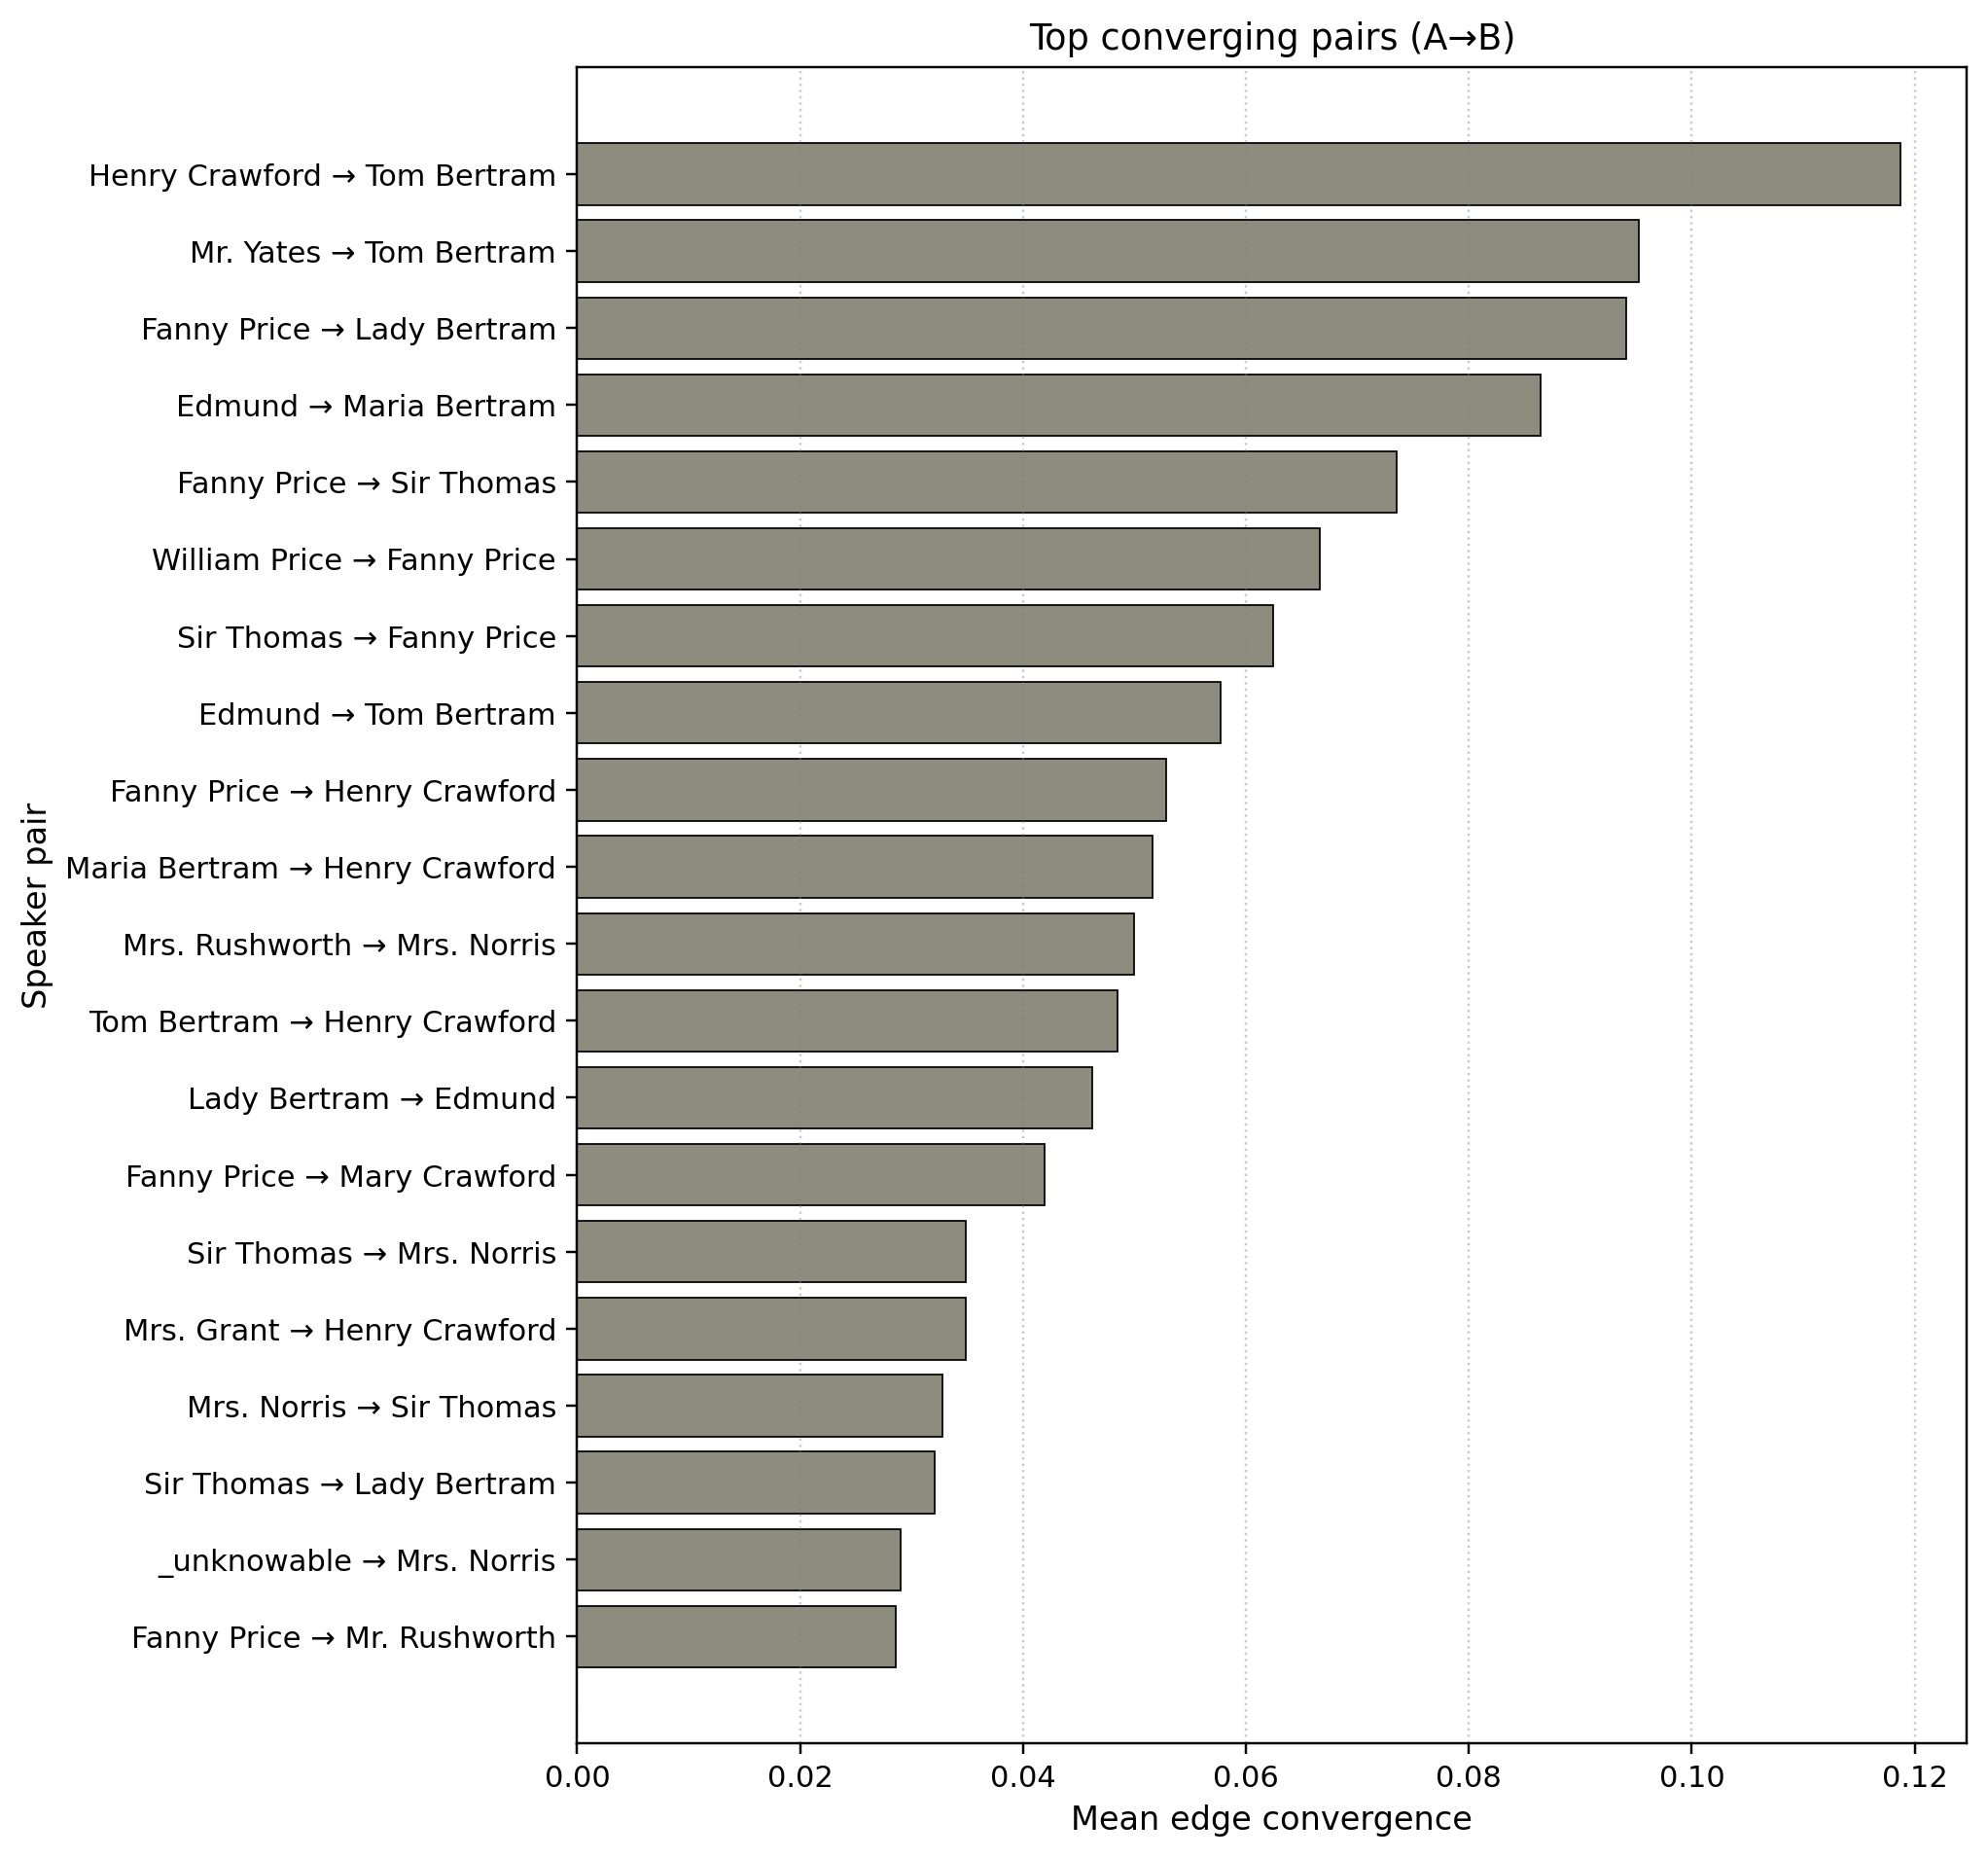 Top converging pairs (A→B)
Speaker pair
Henry Crawford → Tom Bertram
Mr. Yates → Tom Bertram
Fanny Price → Lady Bertram
Edmund → Maria Bertram
Fanny Price → Sir Thomas
William Price → Fanny Price
Sir Thomas → Fanny Price
Edmund → Tom Bertram
Fanny Price → Henry Crawford
Maria Bertram → Henry Crawford
Mrs. Rushworth → Mrs. Norris
Tom Bertram → Henry Crawford
Lady Bertram → Edmund
Fanny Price → Mary Crawford
Sir Thomas → Mrs. Norris
Mrs. Grant → Henry Crawford
Mrs. Norris → Sir Thomas
Sir Thomas → Lady Bertram
_unknowable → Mrs. Norris
Fanny Price → Mr. Rushworth
0.00 0.02 0.04 0.06 0.08 0.10 0.12
Mean edge convergence